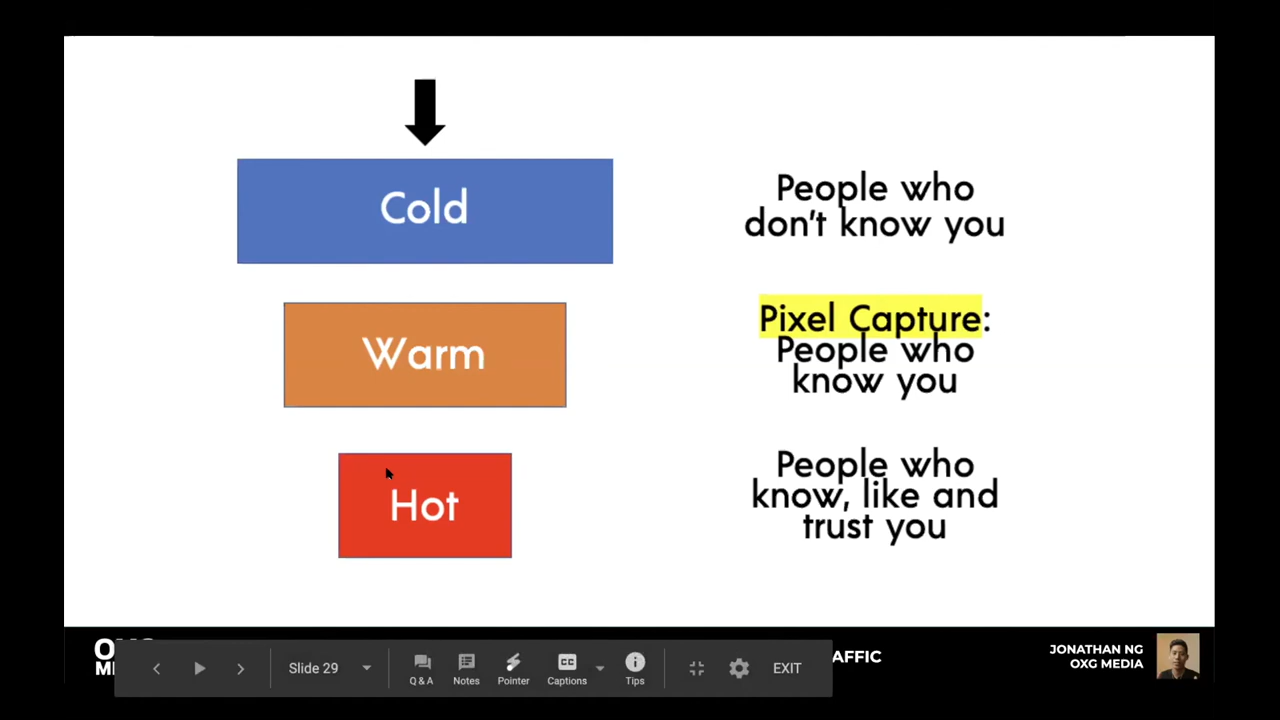 Cold
People who
don't know you
Warm
Pixel Capture:
People who
know you
Hot
People who
know, like and
trust you
JONATHAN NG
OXG MEDIA
Slide 29
Q & A
Notes
Pointer
CC
Captions
Tips
EXIT